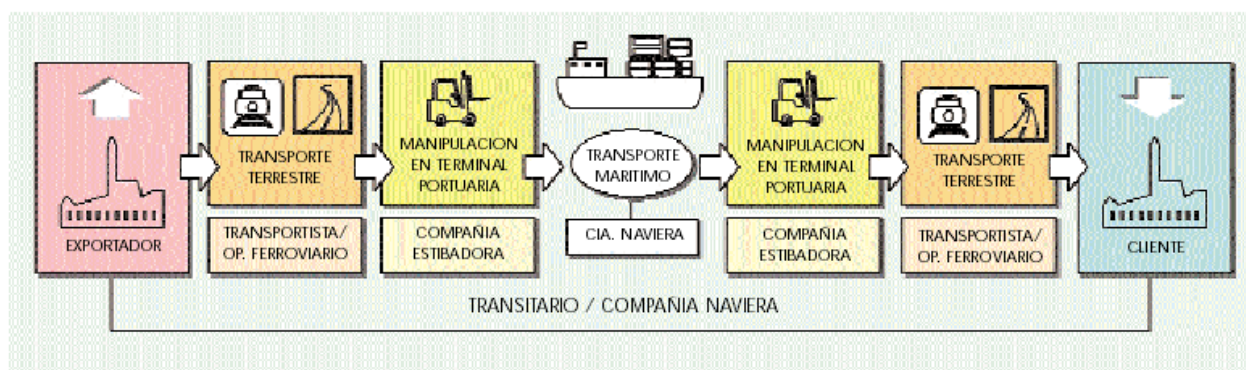 EXPORTADOR
TRANSPORTE
TERRESTRE
TRANSPORTISTA/
OP. FERROVIARIO
MANIPULACION
EN TERMINAL
PORTUARIA
COMPAÑIA
ESTIBADORA
TRANSPORTE
MARITIMO
CIA. NAVIERA
MANIPULACION
EN TERMINAL
PORTUARIA
COMPAÑIA
ESTIBADORA
TRANSPORTE
TERRESTRE
TRANSPORTISTA/
OP. FERROVIARIO
CLIENTE
TRANSITARIO / COMPAÑIA NAVIERA